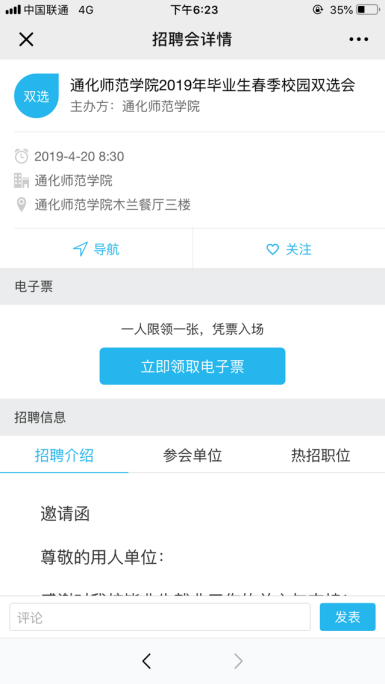 中国联通 4G 下午6:23 35%
招聘会详情
双选
通化师范学院2019年毕业生春季校园双选会
主办方：通化师范学院
2019-4-20 8:30
通化师范学院
通化师范学院木兰餐厅三楼
导航 关注
电子票
一人限领一张，凭票入场
立即领取电子票
招聘信息
招聘介绍 参会单位 热招职位
邀请函
尊敬的用人单位：
评论 发表